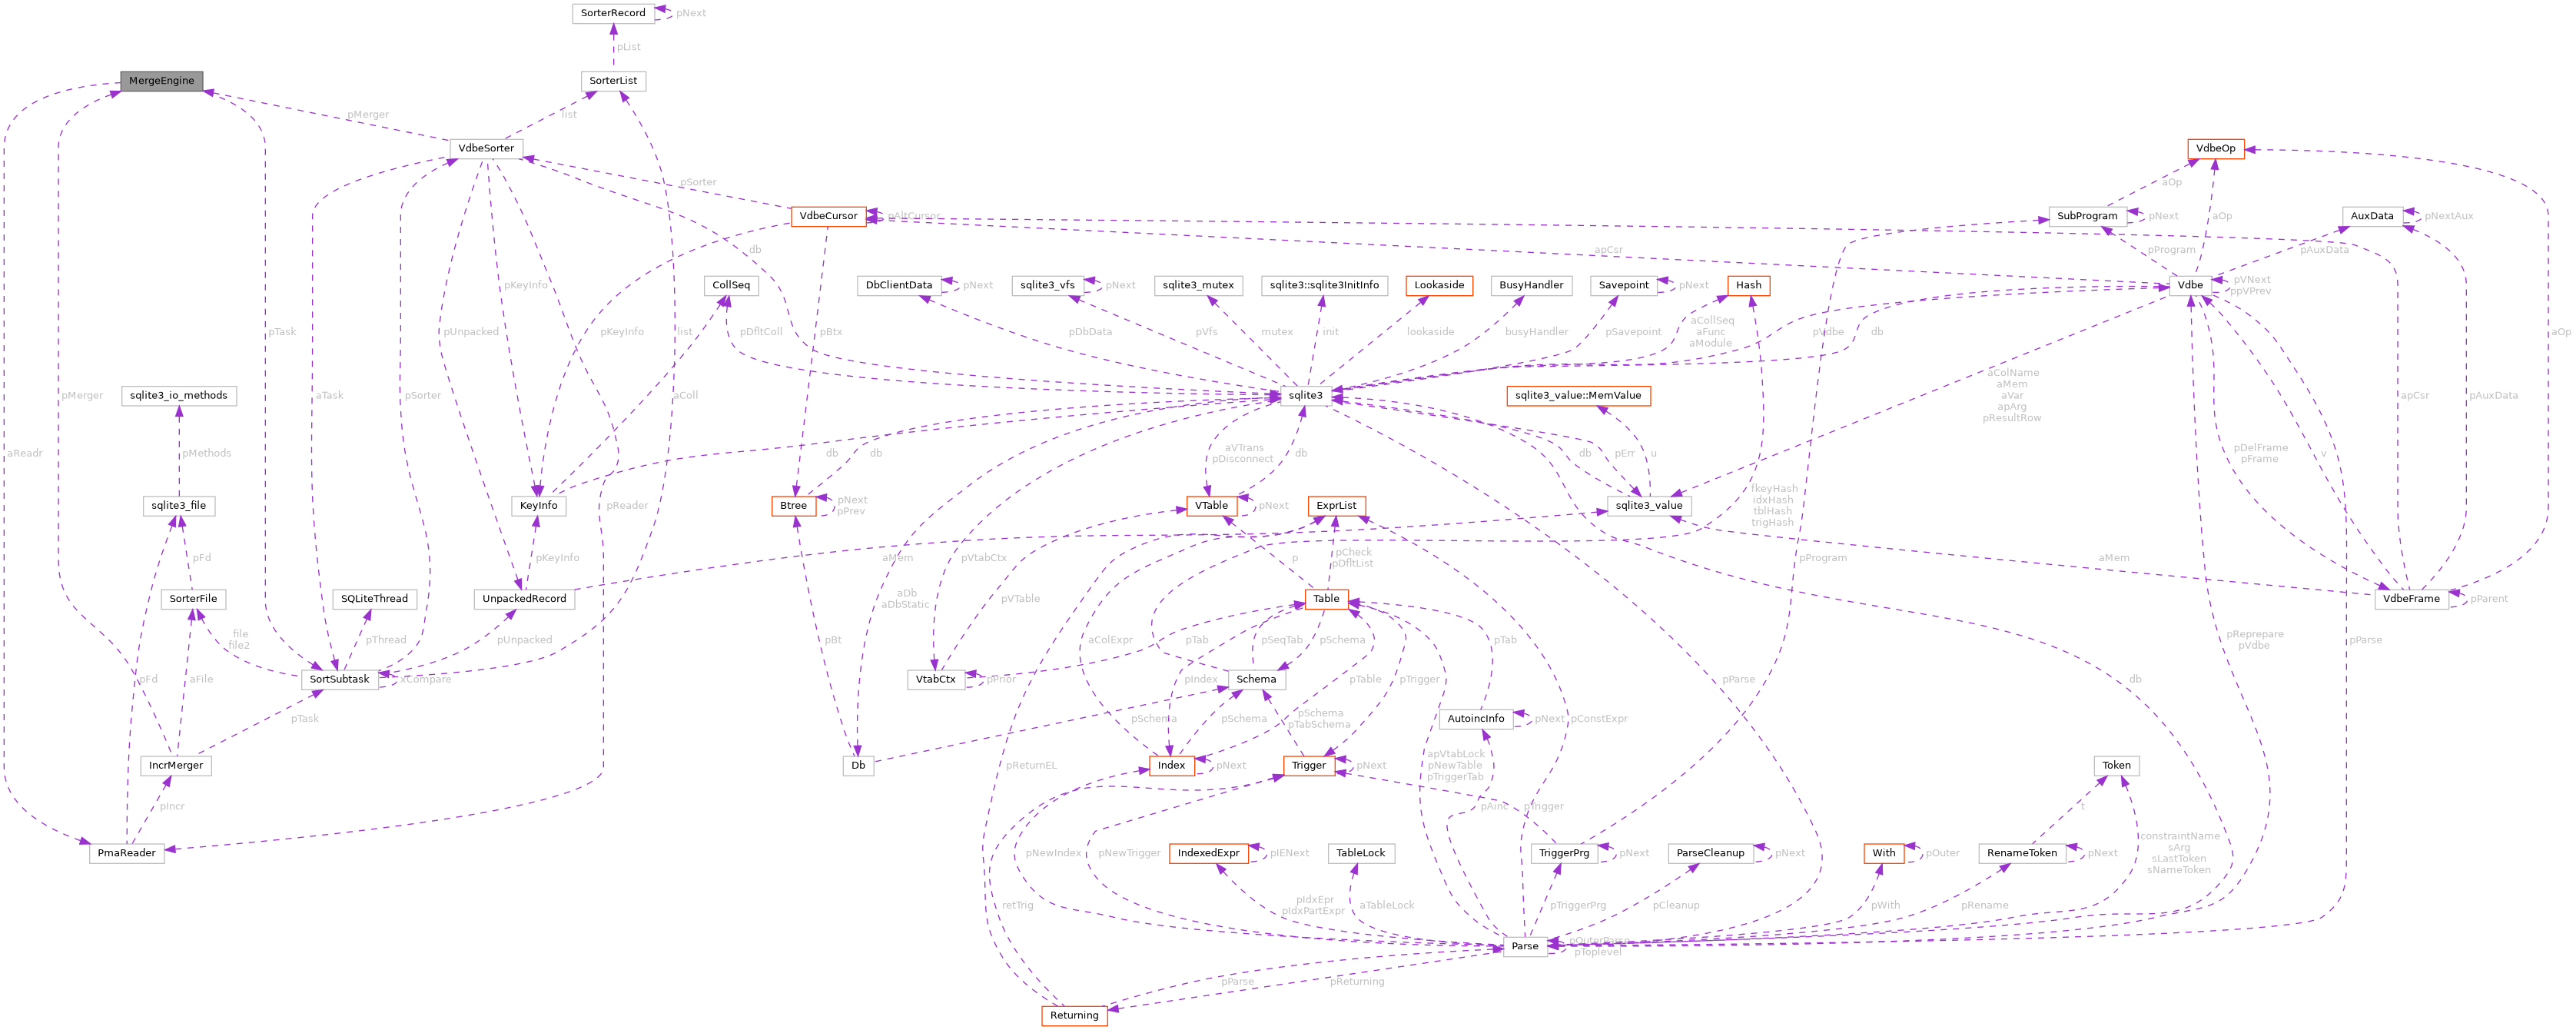 SorterRecord
pNext
pList
MergeEngine
SorterList
pMerger
list
VdbeSorter
VdbeOp
pSorter
aOp
VdbeCursor
pAltCursor
SubProgram
pNext
aOp
AuxData
pNextAux
db
apCsr
pProgram
pAuxData
pKeyInfo
CollSeq
DbClientData
pNext
sqlite3_vfs
pNext
sqlite3_mutex
sqlite3::sqlite3InitInfo
Lookaside
BusyHandler
Savepoint
pNext
Hash
Vdbe
pVNext
ppVPrev
pTask
pUnpacked
pKeyInfo
list
pDfltColl
pBtx
pDbData
pVfs
mutex
init
lookaside
busyHandler
pSavepoint
aCollSeq
aFunc
aModule
pVdbe
db
aOp
sqlite3_io_methods
pMerger
aTask
pSorter
aColl
sqlite3
sqlite3_value::MemValue
aColName
aMem
aVar
apArg
pResultRow
apCsr
pAuxData
aReadr
pMethods
db
db
aVTrans
pDisconnect
db
db
pErr
u
pDelFrame
pFrame
v
sqlite3_file
KeyInfo
pReader
Btree
pNext
pPrev
VTable
pNext
ExprList
sqlite3_value
fkeyHash
idxHash
tblHash
trigHash
pFd
pKeyInfo
aMem
pVtabCtx
p
pCheck
pDfltList
pProgram
aMem
SorterFile
SQLiteThread
UnpackedRecord
aDb
aDbStatic
pVTable
Table
VdbeFrame
pParent
file
file2
pThread
pUnpacked
pBt
aColExpr
pTab
pSeqTab
pSchema
pTab
pReprepare
pVdbe
pParse
pFd
aFile
SortSubtask
xCompare
VtabCtx
pPrior
pIndex
Schema
pTable
pTrigger
pParse
db
pTask
pSchema
pSchema
pSchema
pTabSchema
AutoincInfo
pNext
pConstExpr
IncrMerger
Db
pReturnEL
Index
pNext
Trigger
pNext
apVtabLock
pNewTable
pTriggerTab
Token
pIncr
pAinc
pTrigger
t
PmaReader
pNewIndex
pNewTrigger
IndexedExpr
pIENext
TableLock
TriggerPrg
pNext
ParseCleanup
pNext
With
pOuter
RenameToken
pNext
constraintName
sArg
sLastToken
sNameToken
retTrig
pIdxEpr
pIdxPartExpr
aTableLock
pTriggerPrg
pCleanup
pWith
pRename
Parse
pOuterParse
pToplevel
pParse
pReturning
Returning